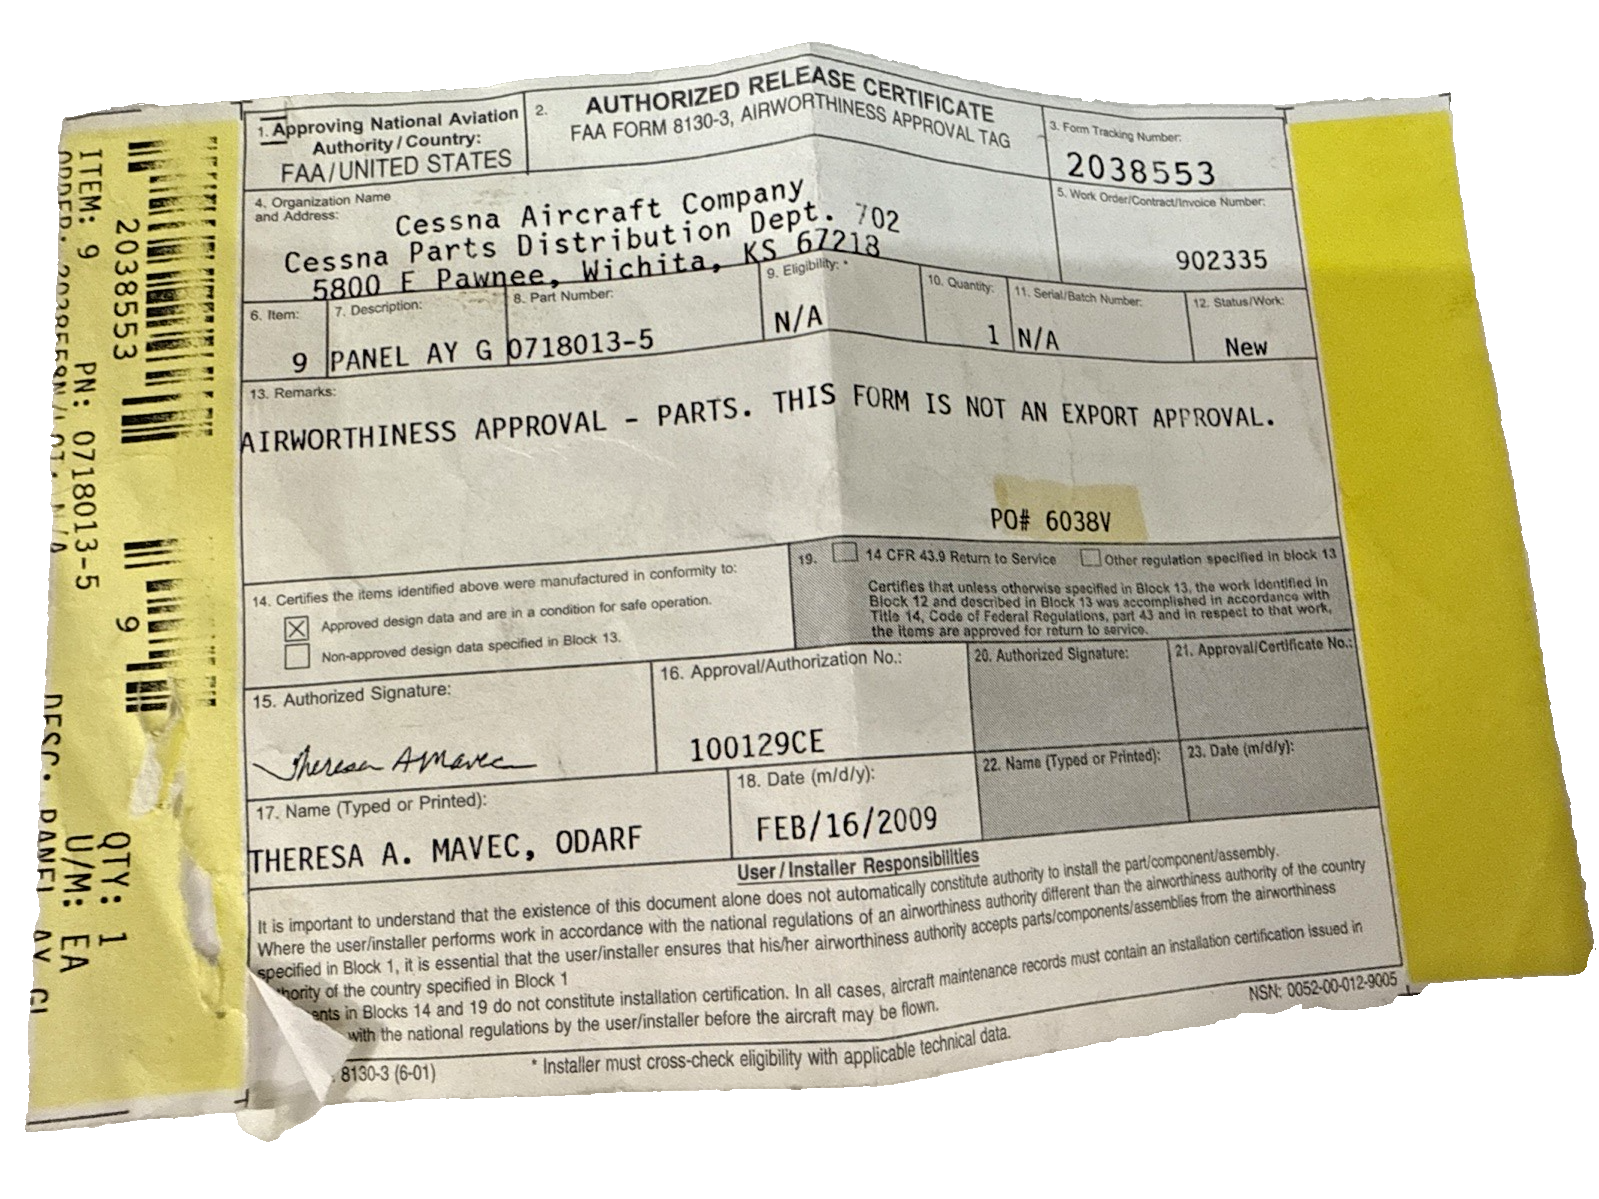 1. Approving National Aviation
Authority / Country:
FAA/UNITED STATES
2.
AUTHORIZED RELEASE CERTIFICATE
FAA FORM 8130-3, AIRWORTHINESS APPROVAL TAG
3. Form Tracking Number:
2038553
4. Organization Name
and Address:
Cessna Aircraft Company
Cessna Parts Distribution Dept. 702
5800 E Pawnee, Wichita, KS 67218
5. Work Order/Contract/Invoice Number:
902335
6. Item:
9
7. Description:
PANEL AY G
8. Part Number:
0718013-5
9. Eligibility: *
N/A
10. Quantity:
1
11. Serial/Batch Number:
N/A
12. Status/Work:
New
13. Remarks:
AIRWORTHINESS APPROVAL - PARTS. THIS FORM IS NOT AN EXPORT APPROVAL.
PO# 6038V
14. Certifies the items identified above were manufactured in conformity to:
Approved design data and are in a condition for safe operation.
Non-approved design data specified in Block 13.
19. 14 CFR 43.9 Return to Service Other regulation specified in block 13
Certifies that unless otherwise specified in Block 13, the work identified in
Block 12 and described in Block 13 was accomplished in accordance with
Title 14, Code of Federal Regulations, part 43 and in respect to that work,
the items are approved for return to service.
15. Authorized Signature:
Theresa A Mavec
16. Approval/Authorization No.:
100129CE
20. Authorized Signature:
21. Approval/Certificate No.:
17. Name (Typed or Printed):
THERESA A. MAVEC, ODARF
18. Date (m/d/y):
FEB/16/2009
22. Name (Typed or Printed):
23. Date (m/d/y):
User/Installer Responsibilities
It is important to understand that the existence of this document alone does not automatically constitute authority to install the part/component/assembly.
Where the user/installer performs work in accordance with the national regulations of an airworthiness authority different than the airworthiness authority of the country
specified in Block 1, it is essential that the user/installer ensures that his/her airworthiness authority accepts parts/components/assemblies from the airworthiness
hority of the country specified in Block 1
ents in Blocks 14 and 19 do not constitute installation certification. In all cases, aircraft maintenance records must contain an installation certification issued in
with the national regulations by the user/installer before the aircraft may be flown.
8130-3 (6-01)
* Installer must cross-check eligibility with applicable technical data.
NSN: 0052-00-012-9005
2038553 9
ITEM: 9 PN: 0718013-5
QTY: 1
U/M: EA
DESC: PANEL AY GL